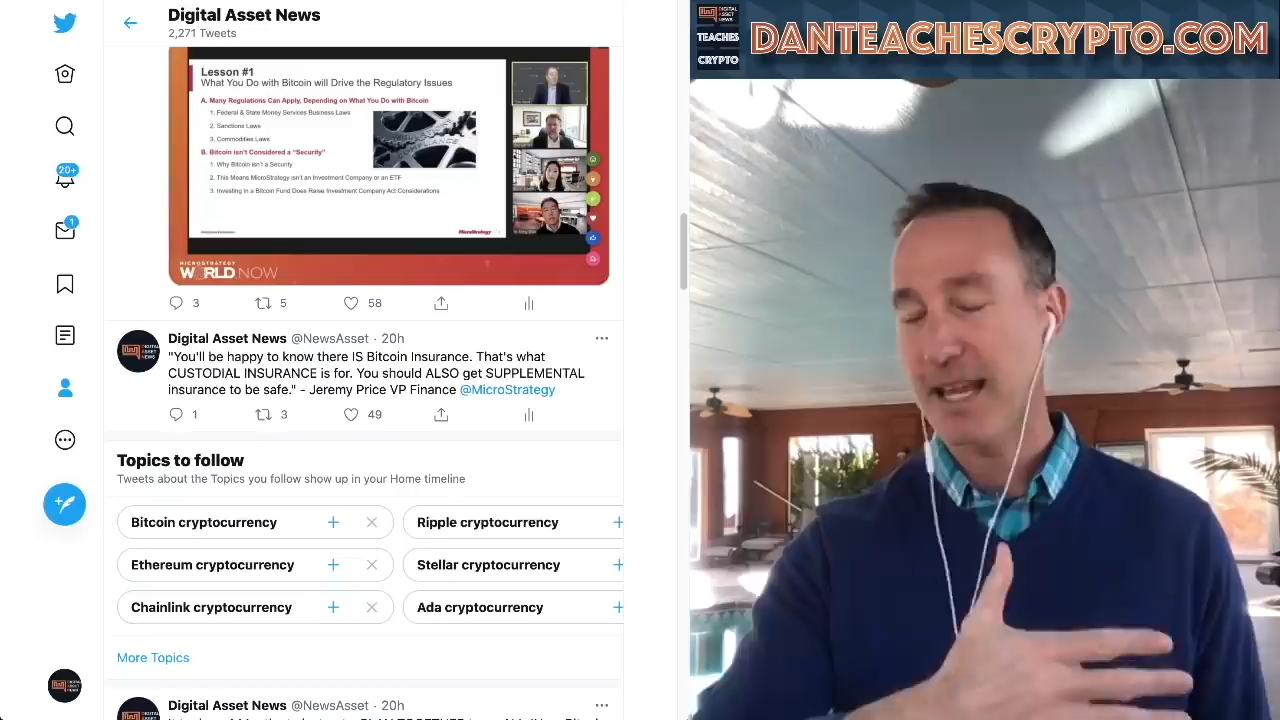 Digital Asset News
2,271 Tweets
Lesson #1
What You Do with Bitcoin will Drive the Regulatory Issues
A. Many Regulations Can Apply, Depending on What You Do with Bitcoin
1. Federal & State Money Services Business Laws
2. Sanctions Laws
3. Commodities Laws
B. Bitcoin isn't Considered a "Security"
1. Why Bitcoin isn't a Security
2. This Means MicroStrategy isn't an Investment Company or an ETF
3. Investing in a Bitcoin Fund Does Raise Investment Company Act Considerations
MicroStrategy
MICROSTRATEGY
WORLD.NOW
3
5
58
20+
1
Digital Asset News @NewsAsset · 20h
"You'll be happy to know there IS Bitcoin Insurance. That's what
CUSTODIAL INSURANCE is for. You should ALSO get SUPPLEMENTAL
insurance to be safe." - Jeremy Price VP Finance @MicroStrategy
1
3
49
Topics to follow
Tweets about the Topics you follow show up in your Home timeline
Bitcoin cryptocurrency
Ripple cryptocurrency
Ethereum cryptocurrency
Stellar cryptocurrency
Chainlink cryptocurrency
Ada cryptocurrency
More Topics
Digital Asset News @NewsAsset · 20h
DIGITAL
ASSET
NEWS
TEACHES
CRYPTO
DANTEACHESCRYPTO.COM